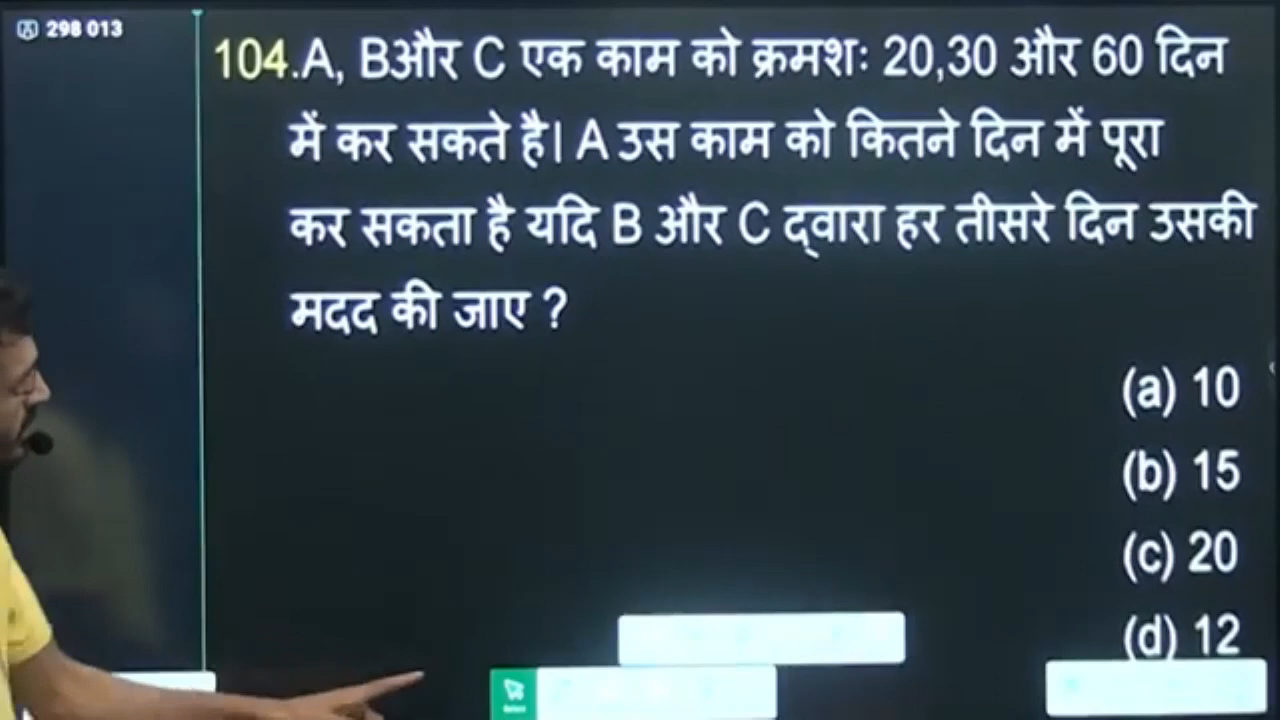 298 013
104.A, Bऔर C एक काम को क्रमशः 20,30 और 60 दिन
में कर सकते है। A उस काम को कितने दिन में पूरा
कर सकता है यदि B और C द्वारा हर तीसरे दिन उसकी
मदद की जाए ?
(a) 10
(b) 15
(c) 20
(d) 12